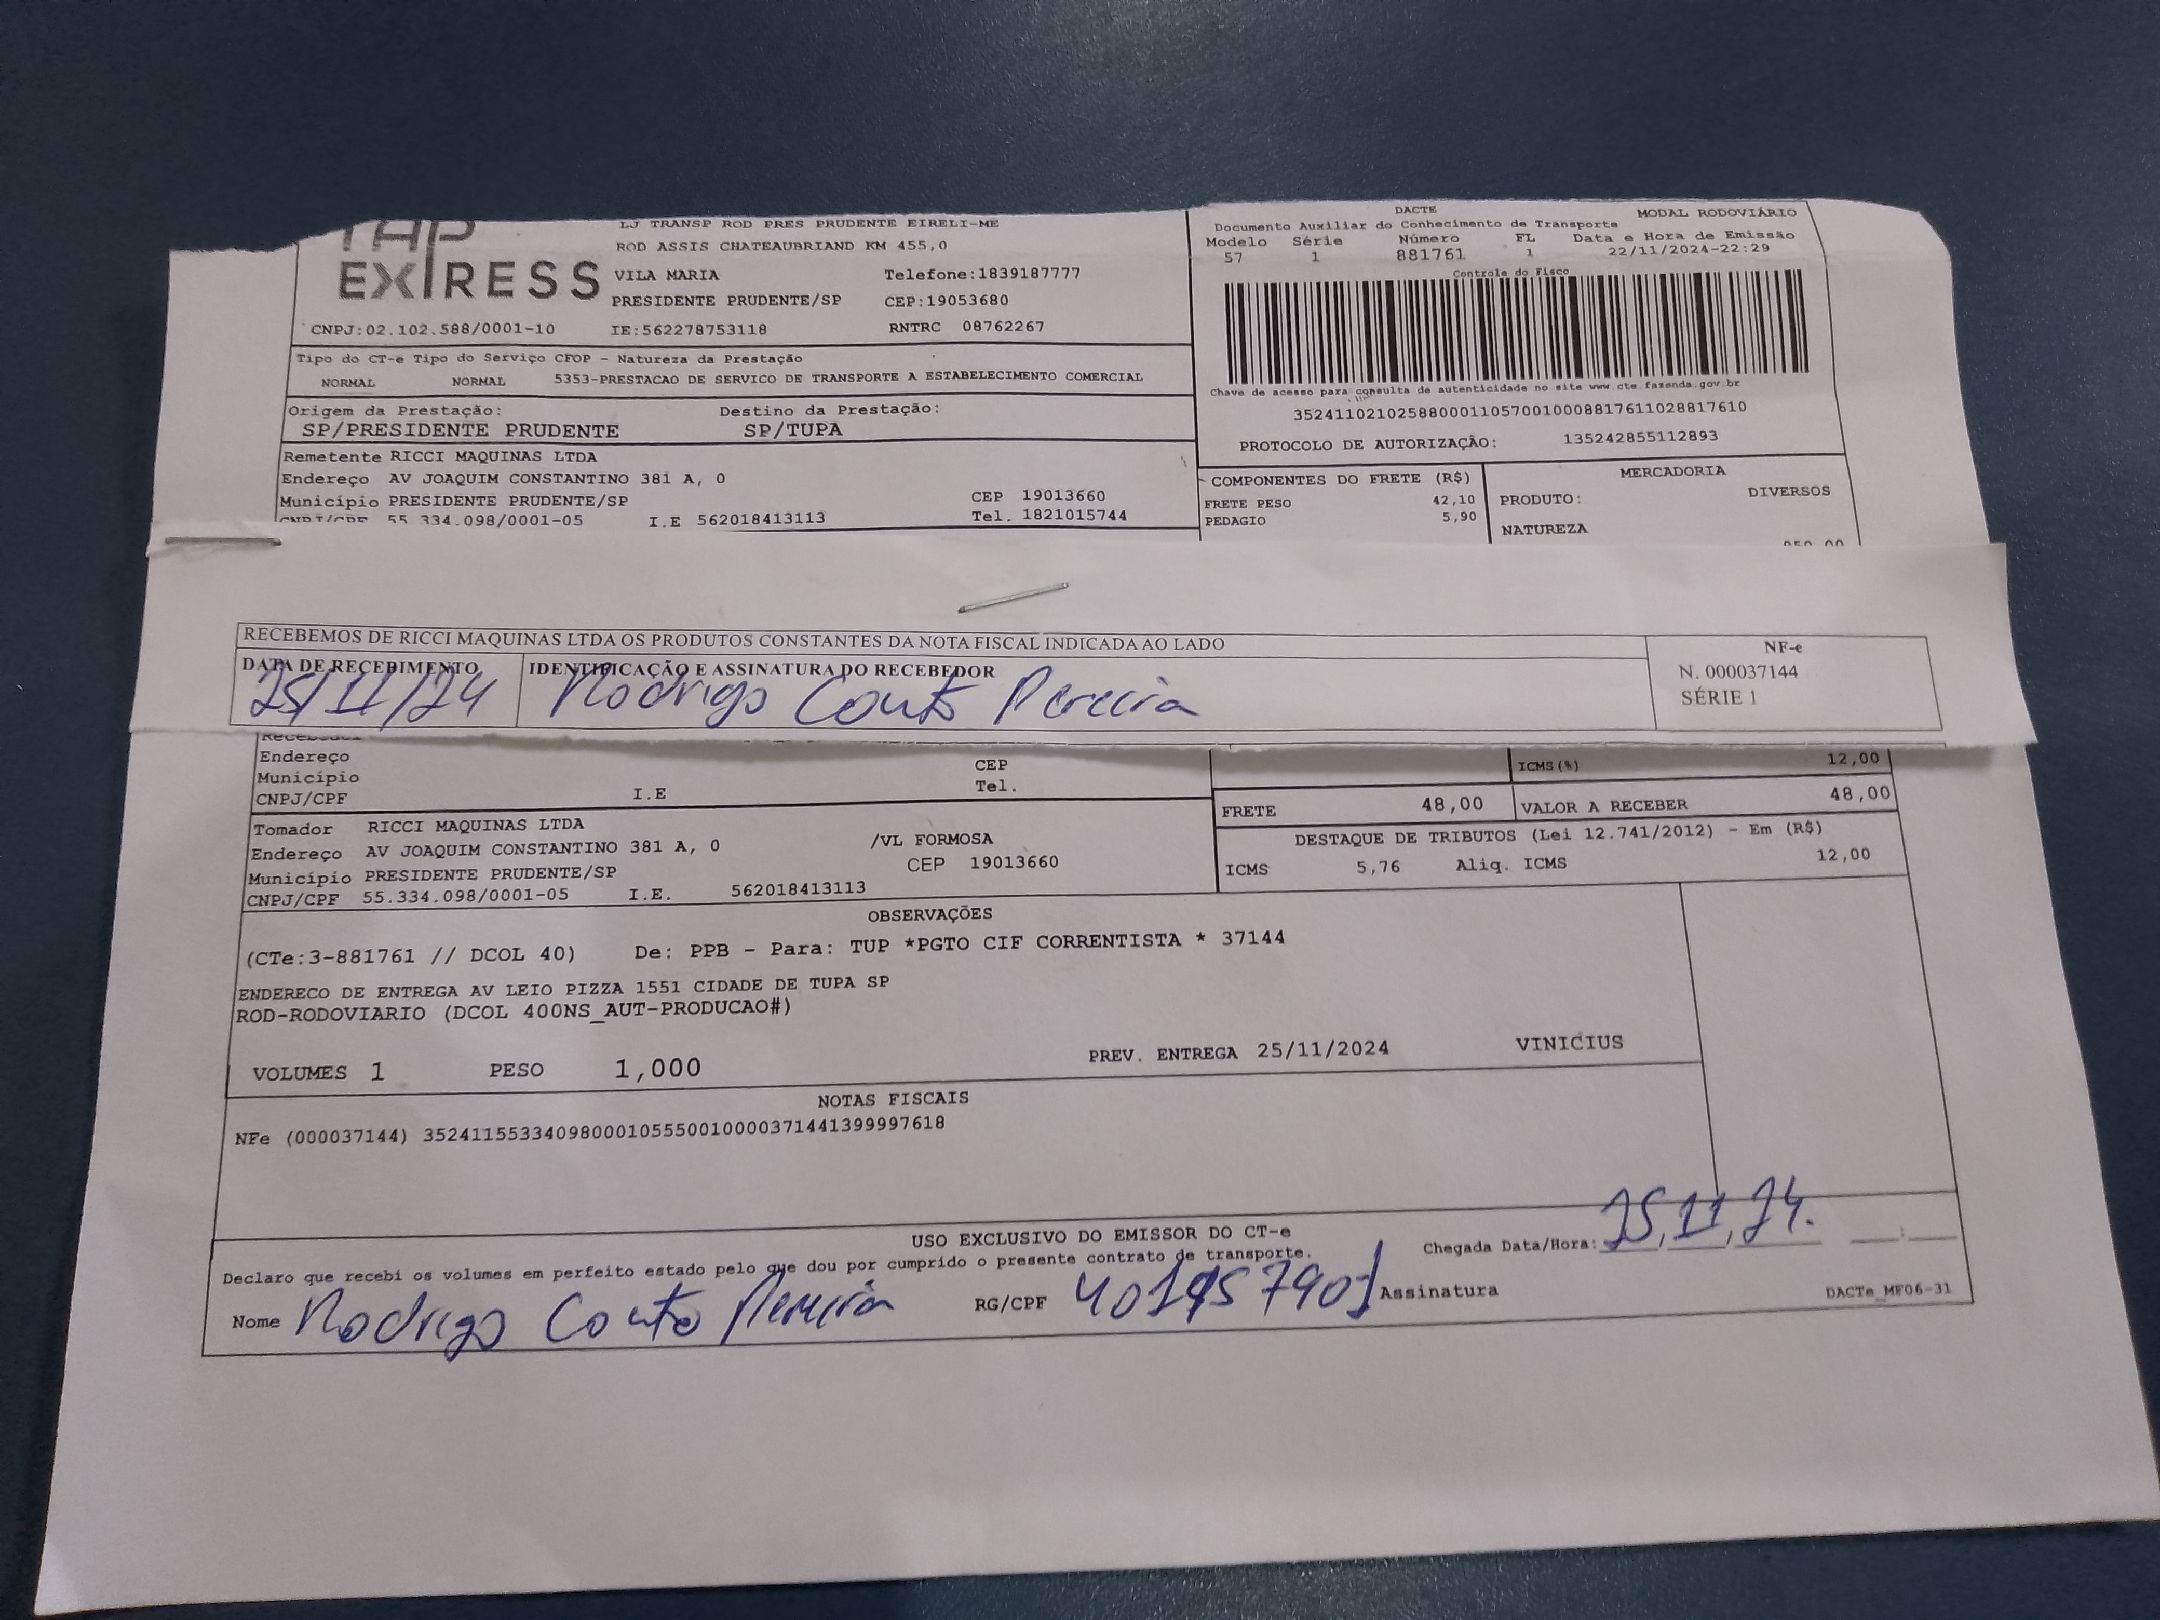 TAP
EXPRESS
LJ TRANSP ROD PRES PRUDENTE EIRELI-ME
ROD ASSIS CHATEAUBRIAND KM 455,0
VILA MARIA Telefone:1839187777
PRESIDENTE PRUDENTE/SP CEP:19053680
CNPJ:02.102.588/0001-10 IE:562278753118 RNTRC 08762267
DACTE
Documento Auxiliar do Conhecimento de Transporte MODAL RODOVIÁRIO
Modelo Série Número FL Data e Hora de Emissão
57 1 881761 1 22/11/2024-22:29
Controle do Fisco
Tipo do CT-e Tipo do Serviço CFOP - Natureza da Prestação
NORMAL NORMAL 5353-PRESTACAO DE SERVICO DE TRANSPORTE A ESTABELECIMENTO COMERCIAL
Chave de acesso para consulta de autenticidade no site www.cte.fazenda.gov.br
35241102102588000110570010008817611028817610
PROTOCOLO DE AUTORIZAÇÃO: 135242855112893
Origem da Prestação: Destino da Prestação:
SP/PRESIDENTE PRUDENTE SP/TUPA
Remetente RICCI MAQUINAS LTDA
Endereço AV JOAQUIM CONSTANTINO 381 A, 0
Município PRESIDENTE PRUDENTE/SP CEP 19013660
CNPJ/CPF 55.334.098/0001-05 I.E 562018413113 Tel. 1821015744
COMPONENTES DO FRETE (R$) MERCADORIA
FRETE PESO 42,10 PRODUTO: DIVERSOS
PEDAGIO 5,90 NATUREZA
RECEBEMOS DE RICCI MAQUINAS LTDA OS PRODUTOS CONSTANTES DA NOTA FISCAL INDICADA AO LADO
DATA DE RECEBIMENTO IDENTIFICAÇÃO E ASSINATURA DO RECEBEDOR
25/11/24 Rodrigo Couto Pereira
NF-e
N. 000037144
SÉRIE 1
Endereço CEP
Município Tel.
CNPJ/CPF I.E
ICMS(%) 12,00
FRETE 48,00 VALOR A RECEBER 48,00
Tomador RICCI MAQUINAS LTDA
Endereço AV JOAQUIM CONSTANTINO 381 A, 0 /VL FORMOSA
Município PRESIDENTE PRUDENTE/SP CEP 19013660
CNPJ/CPF 55.334.098/0001-05 I.E. 562018413113
DESTAQUE DE TRIBUTOS (Lei 12.741/2012) - Em (R$)
ICMS 5,76 Aliq. ICMS 12,00
OBSERVAÇÕES
(CTe:3-881761 // DCOL 40) De: PPB - Para: TUP *PGTO CIF CORRENTISTA * 37144
ENDERECO DE ENTREGA AV LEIO PIZZA 1551 CIDADE DE TUPA SP
ROD-RODOVIARIO (DCOL 400NS_AUT-PRODUCAO#)
VOLUMES 1 PESO 1,000 PREV. ENTREGA 25/11/2024 VINICIUS
NOTAS FISCAIS
NFe (000037144) 35241155334098000105550010000371441399997618
USO EXCLUSIVO DO EMISSOR DO CT-e
Declaro que recebi os volumes em perfeito estado pelo que dou por cumprido o presente contrato de transporte.
Chegada Data/Hora: 25,11,24.
Nome Rodrigo Couto Pereira RG/CPF Assinatura
DACTe_MF06-31